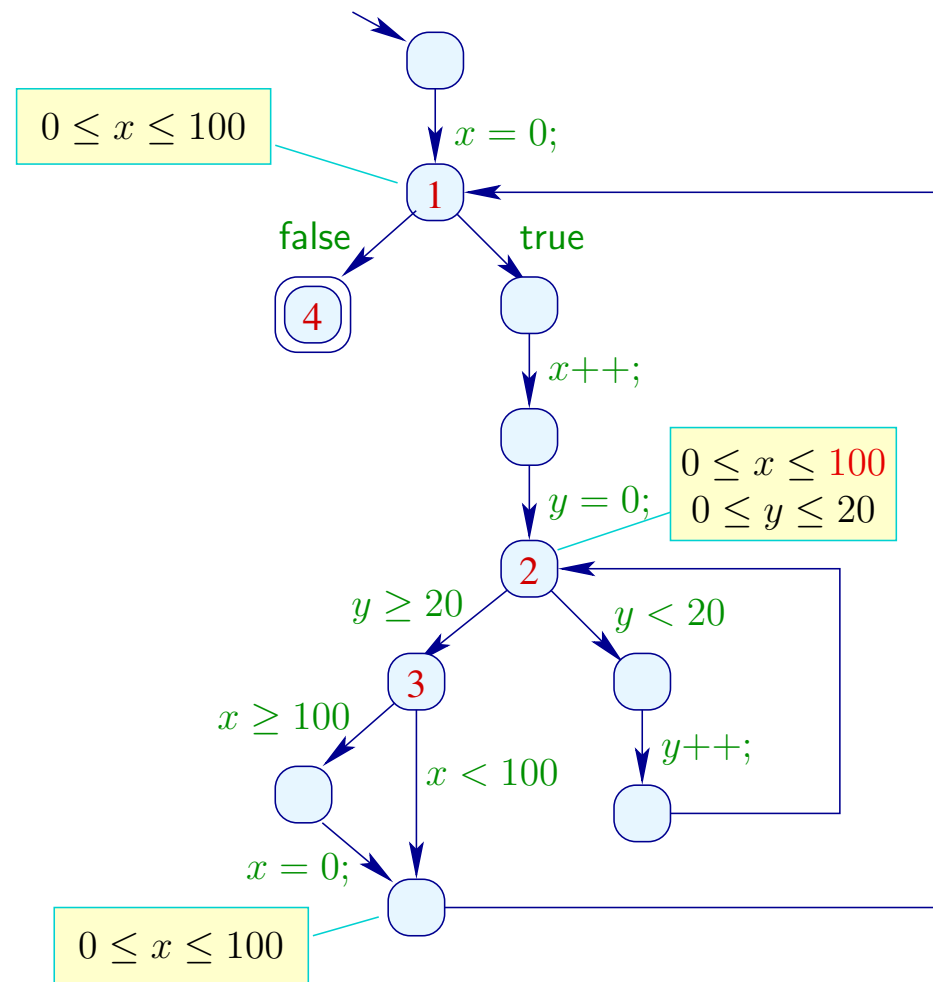 0 ≤ x ≤ 100
x = 0;
1
false
true
4
x++;
0 ≤ x ≤ 100
0 ≤ y ≤ 20
y = 0;
2
y ≥ 20
y < 20
3
x ≥ 100
y++;
x < 100
x = 0;
0 ≤ x ≤ 100